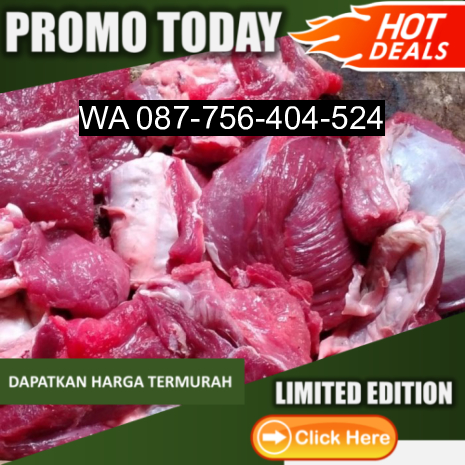 PROMO TODAY
HOT
DEALS
WA 087-756-404-524
DAPATKAN HARGA TERMURAH
LIMITED EDITION
Click Here